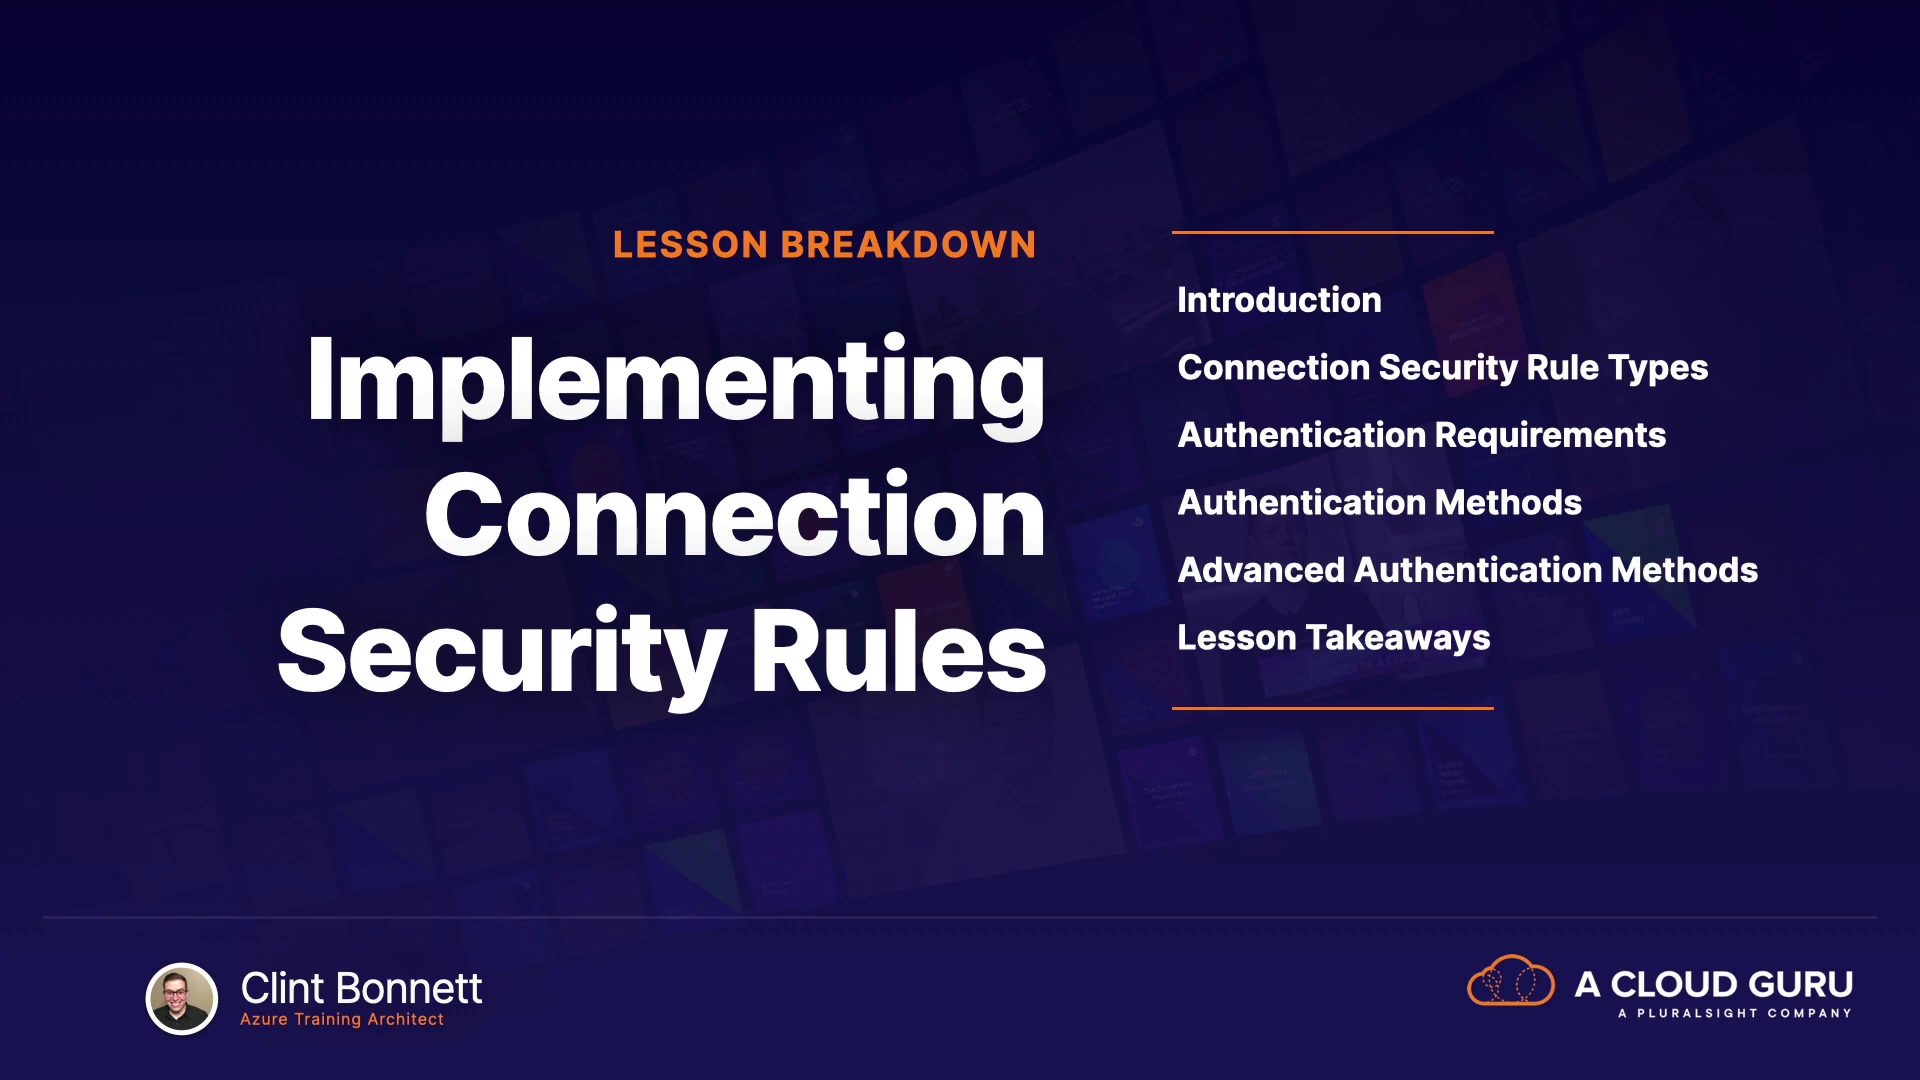 LESSON BREAKDOWN
Implementing
Connection
Security Rules
Introduction
Connection Security Rule Types
Authentication Requirements
Authentication Methods
Advanced Authentication Methods
Lesson Takeaways
Clint Bonnett
Azure Training Architect
A CLOUD GURU
A PLURALSIGHT COMPANY